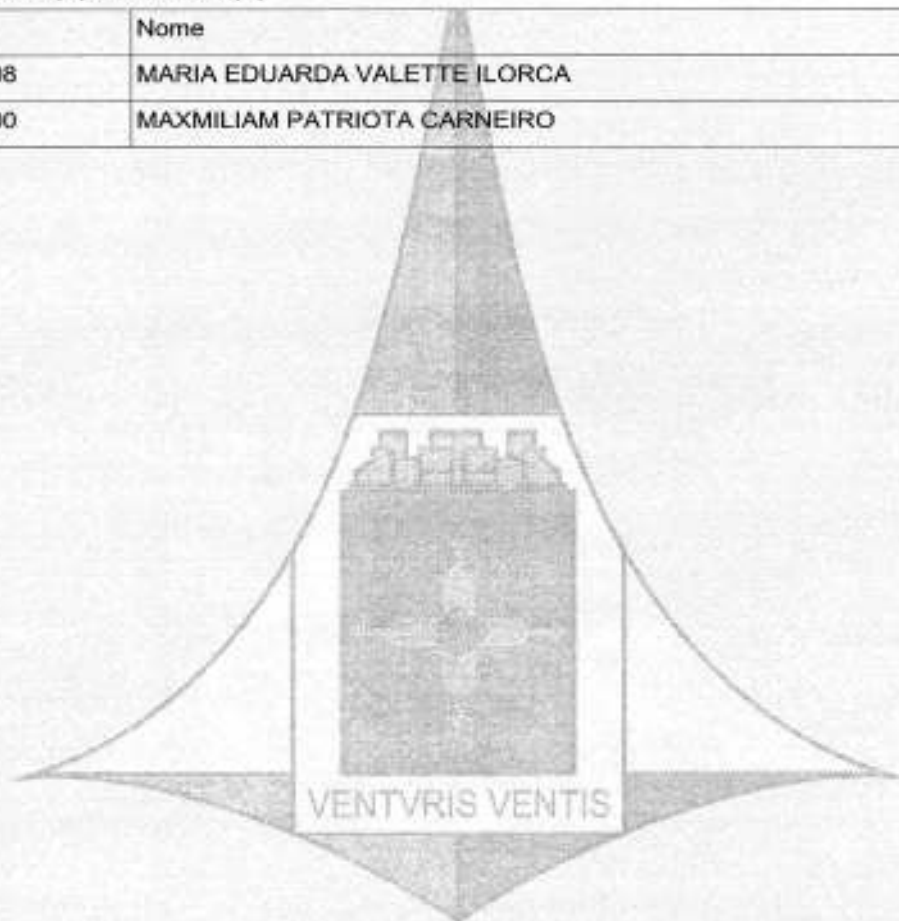 Nome
08 MARIA EDUARDA VALETTE ILORCA
00 MAXMILIAM PATRIOTA CARNEIRO
VENTVRIS VENTIS